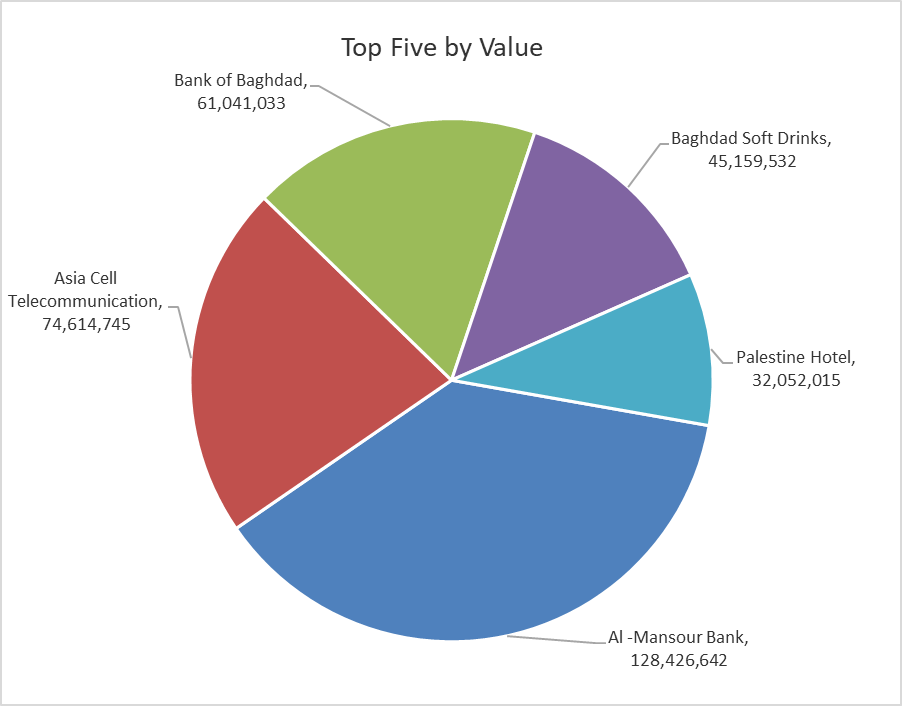 Top Five by Value
Bank of Baghdad,
61,041,033
Baghdad Soft Drinks,
45,159,532
Asia Cell
Telecommunication,
74,614,745
Palestine Hotel,
32,052,015
Al -Mansour Bank,
128,426,642